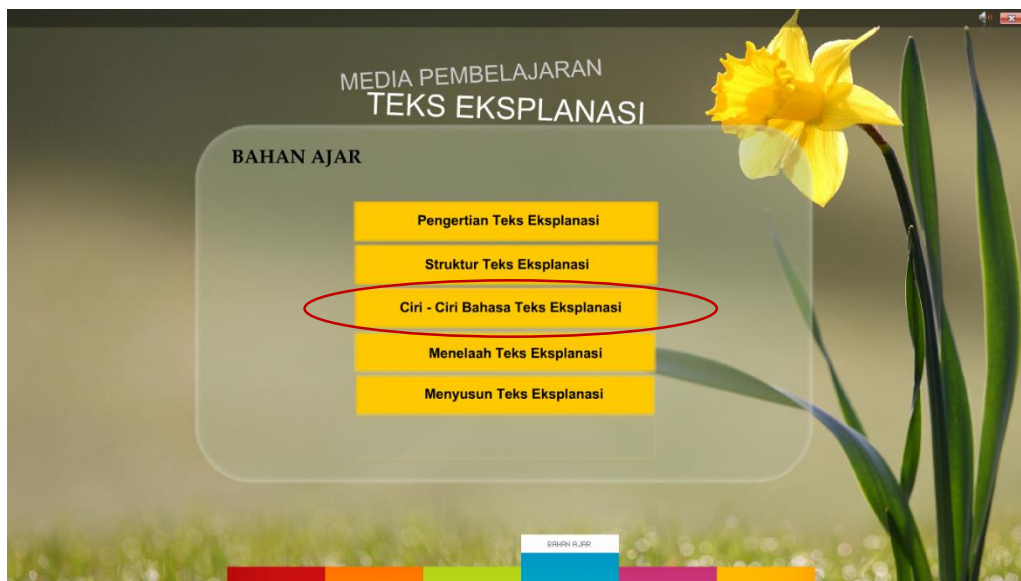 MEDIA PEMBELAJARAN
TEKS EKSPLANASI
BAHAN AJAR
Pengertian Teks Eksplanasi
Struktur Teks Eksplanasi
Ciri - Ciri Bahasa Teks Eksplanasi
Menelaah Teks Eksplanasi
Menyusun Teks Eksplanasi
BAHAN AJAR